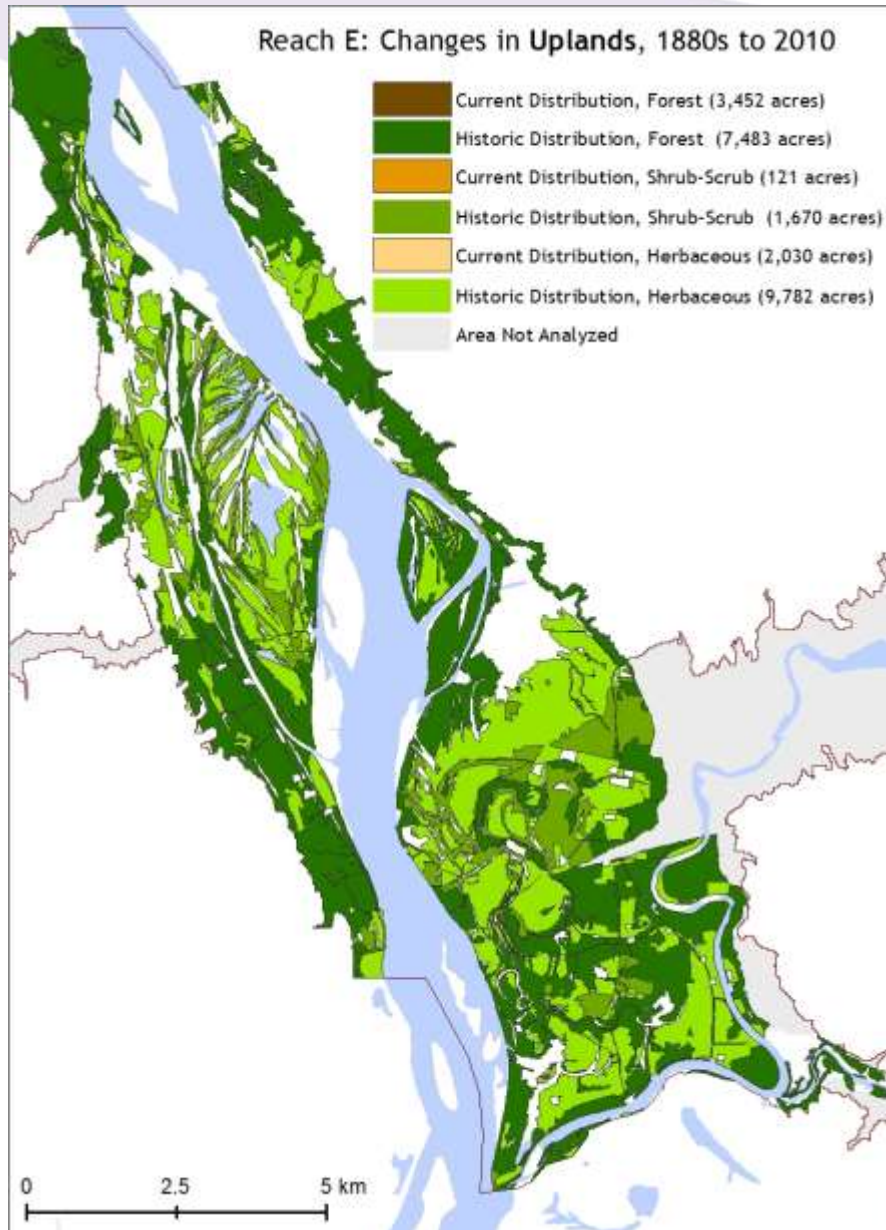 Reach E: Changes in Uplands, 1880s to 2010
Current Distribution, Forest (3,452 acres)
Historic Distribution, Forest (7,483 acres)
Current Distribution, Shrub-Scrub (121 acres)
Historic Distribution, Shrub-Scrub (1,670 acres)
Current Distribution, Herbaceous (2,030 acres)
Historic Distribution, Herbaceous (9,782 acres)
Area Not Analyzed
0 2.5 5 km